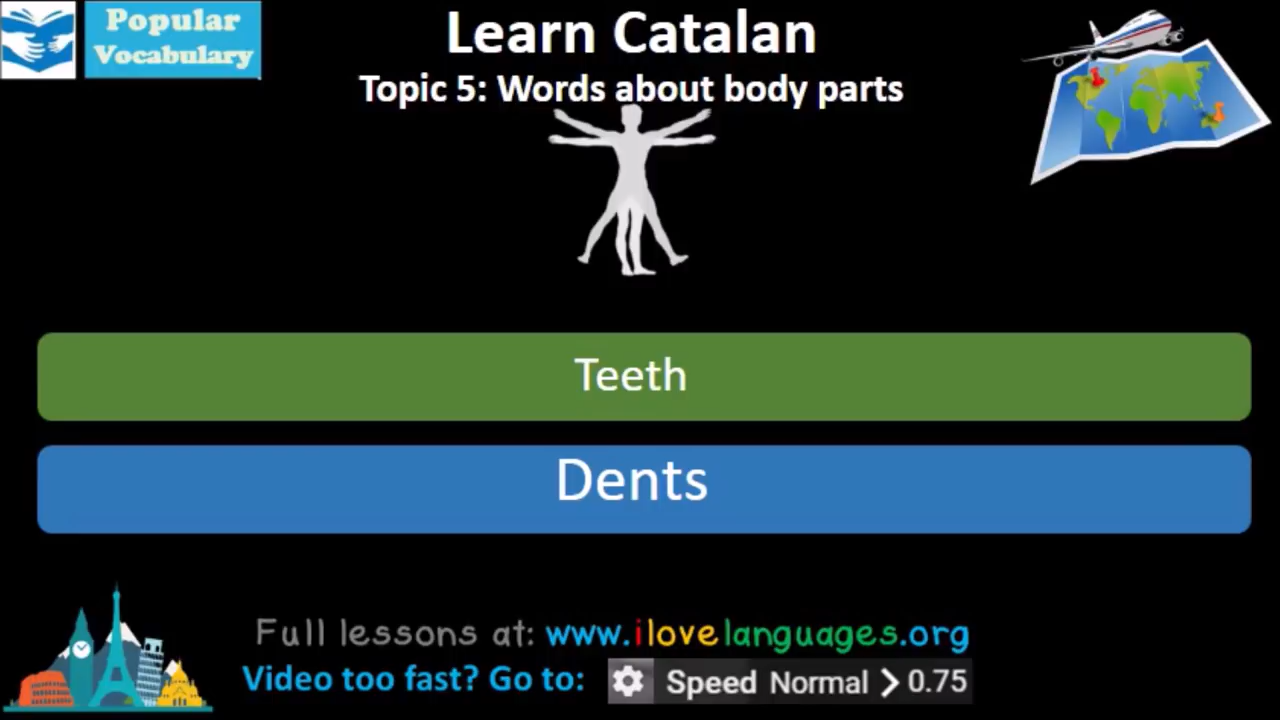 Popular
Vocabulary
Learn Catalan
Topic 5: Words about body parts
Teeth
Dents
Full lessons at: www.ilovelanguages.org
Video too fast? Go to: Speed Normal > 0.75